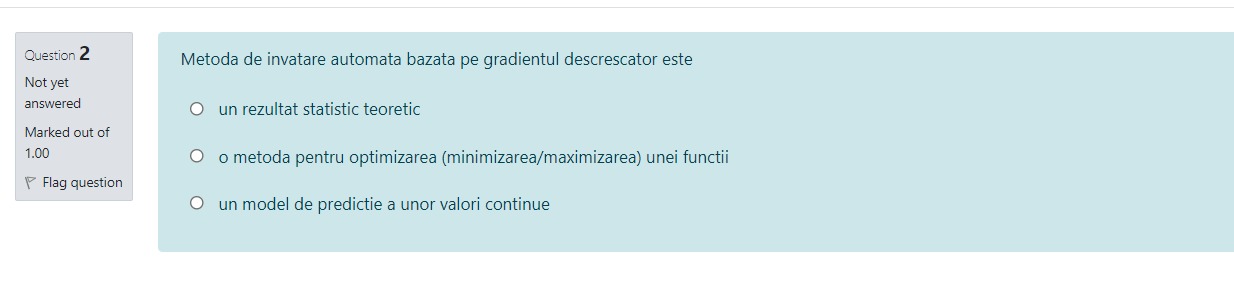 Question 2
Not yet
answered
Marked out of
1.00
Flag question
Metoda de invatare automata bazata pe gradientul descrescator este
un rezultat statistic teoretic
o metoda pentru optimizarea (minimizarea/maximizarea) unei functii
un model de predictie a unor valori continue